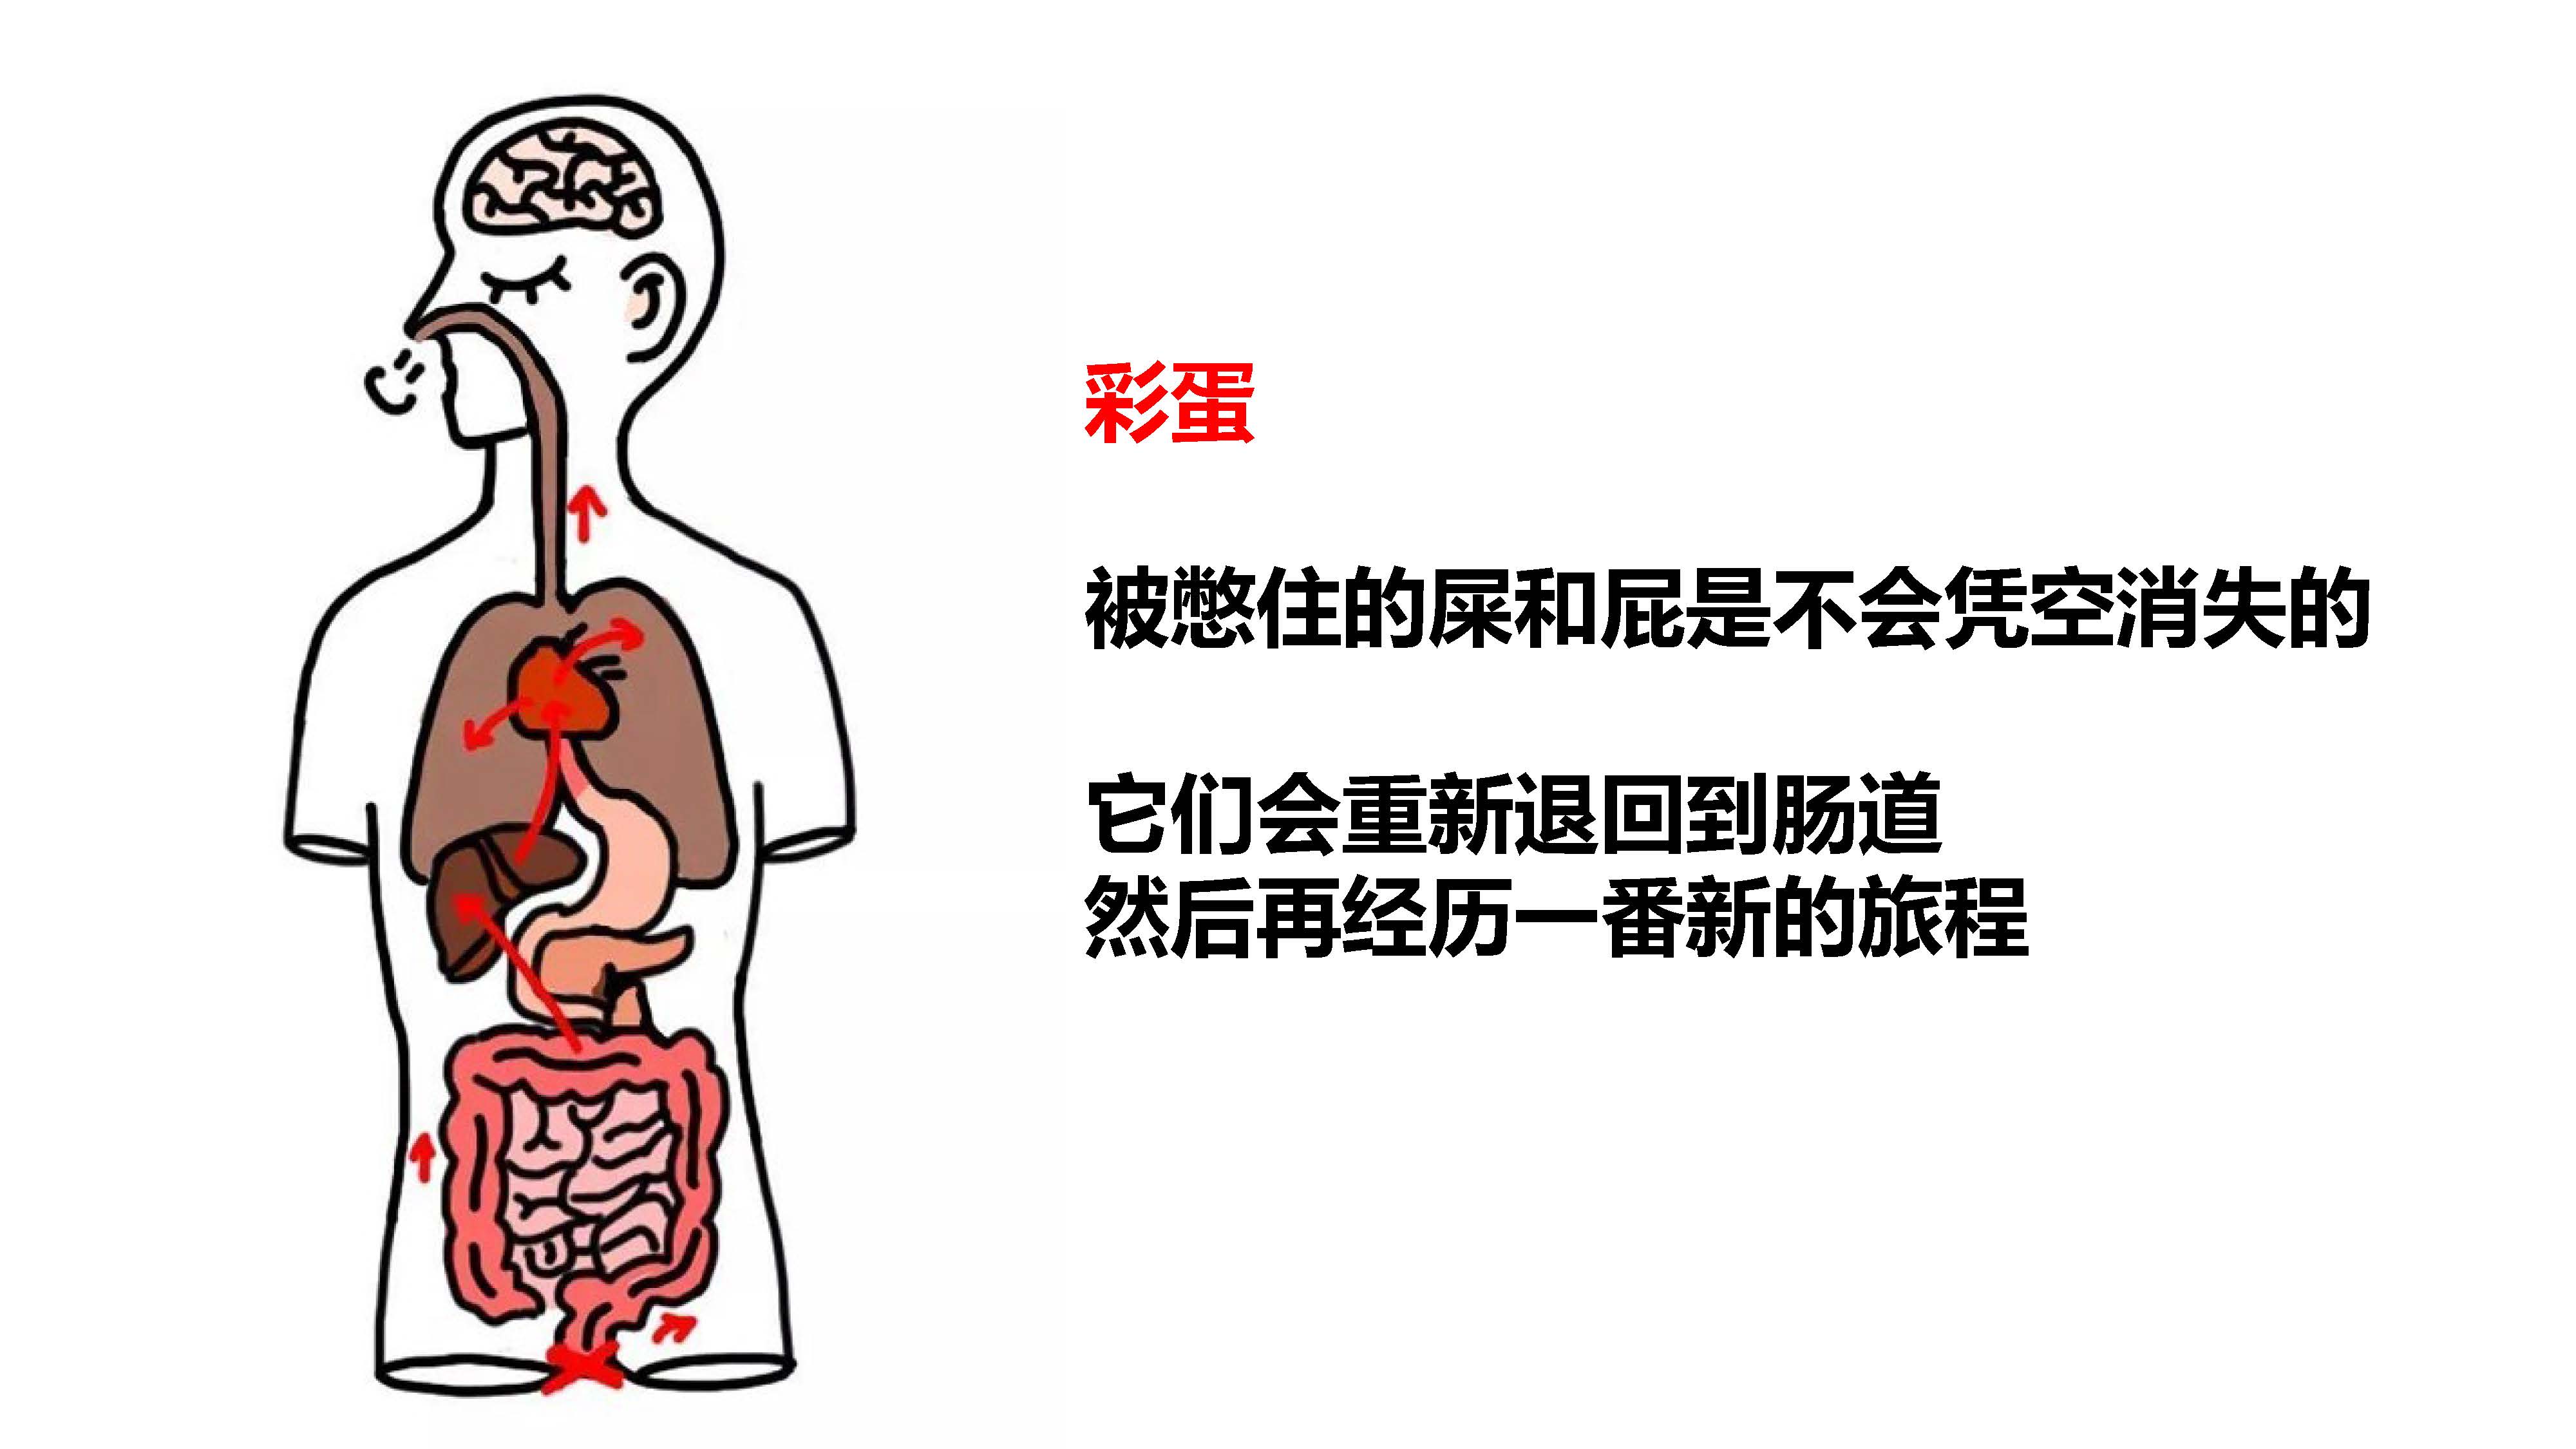 彩蛋
被憋住的屎和屁是不会凭空消失的
它们会重新退回到肠道
然后再经历一番新的旅程